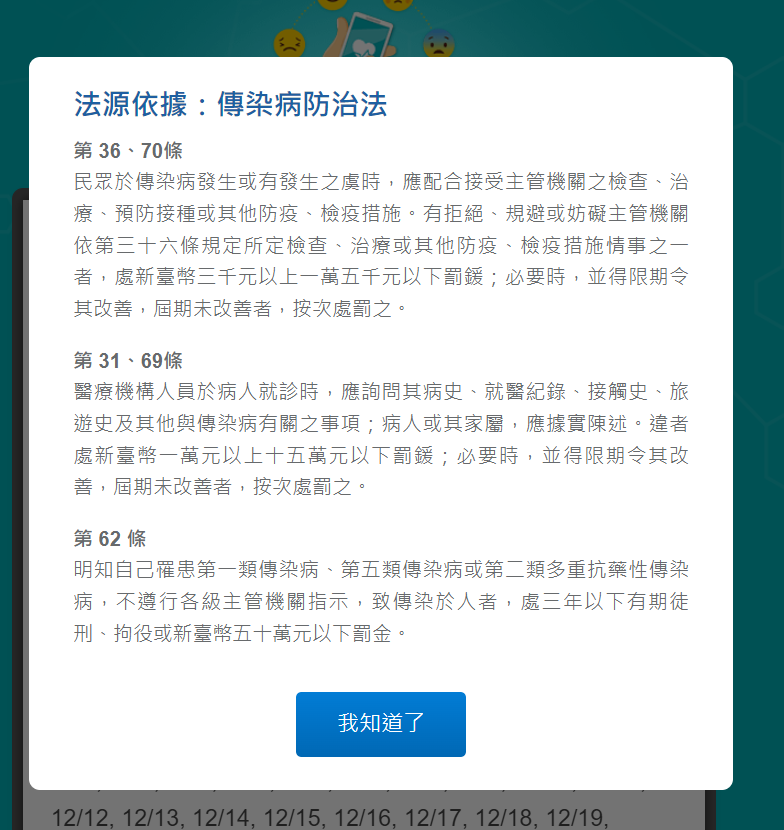 法源依據：傳染病防治法
第 36、70條
民眾於傳染病發生或有發生之虞時，應配合接受主管機關之檢查、治
療、預防接種或其他防疫、檢疫措施。有拒絕、規避或妨礙主管機關
依第三十六條規定所定檢查、治療或其他防疫、檢疫措施情事之一
者，處新臺幣三千元以上一萬五千元以下罰鍰；必要時，並得限期令
其改善，屆期未改善者，按次處罰之。
第 31、69條
醫療機構人員於病人就診時，應詢問其病史、就醫紀錄、接觸史、旅
遊史及其他與傳染病有關之事項；病人或其家屬，應據實陳述。違者
處新臺幣一萬元以上十五萬元以下罰鍰；必要時，並得限期令其改
善，屆期未改善者，按次處罰之。
第 62 條
明知自己罹患第一類傳染病、第五類傳染病或第二類多重抗藥性傳染
病，不遵行各級主管機關指示，致傳染於人者，處三年以下有期徒
刑、拘役或新臺幣五十萬元以下罰金。
我知道了
12/12, 12/13, 12/14, 12/15, 12/16, 12/17, 12/18, 12/19,